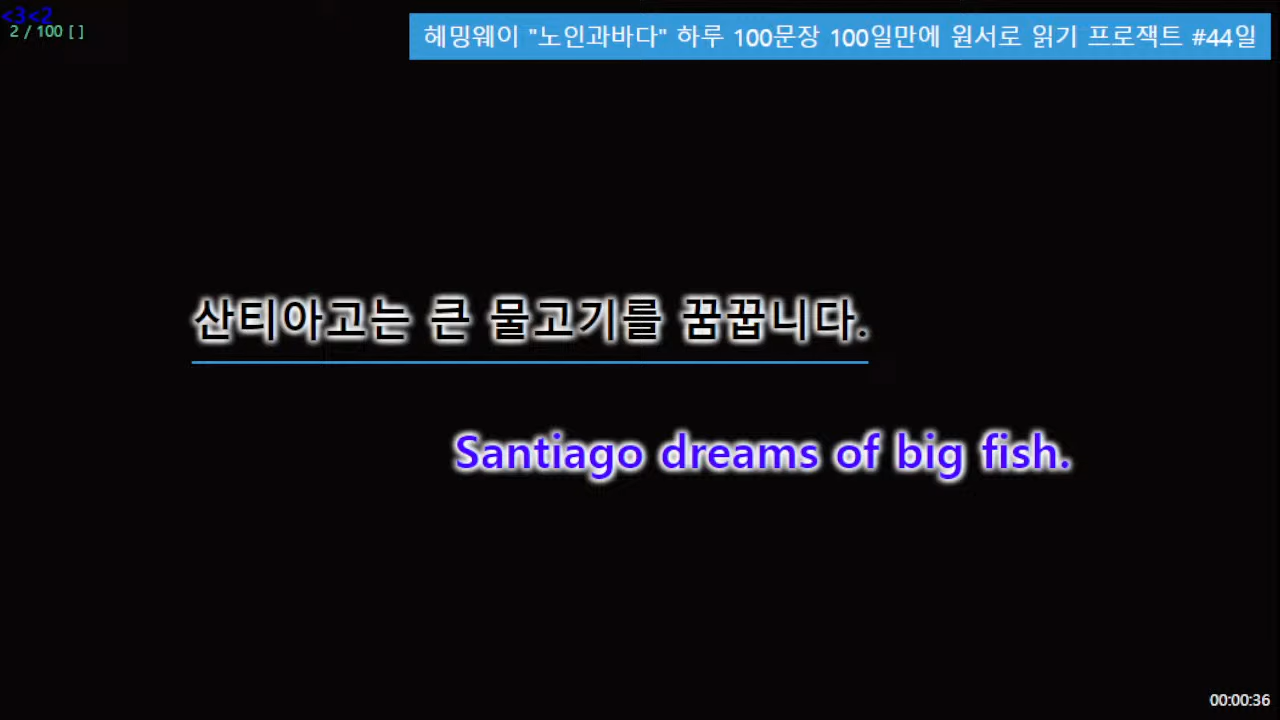 <3<2
2 / 100 [ ]
헤밍웨이 "노인과바다" 하루 100문장 100일만에 원서로 읽기 프로잭트 #44일
산티아고는 큰 물고기를 꿈꿉니다.
Santiago dreams of big fish.
00:00:36